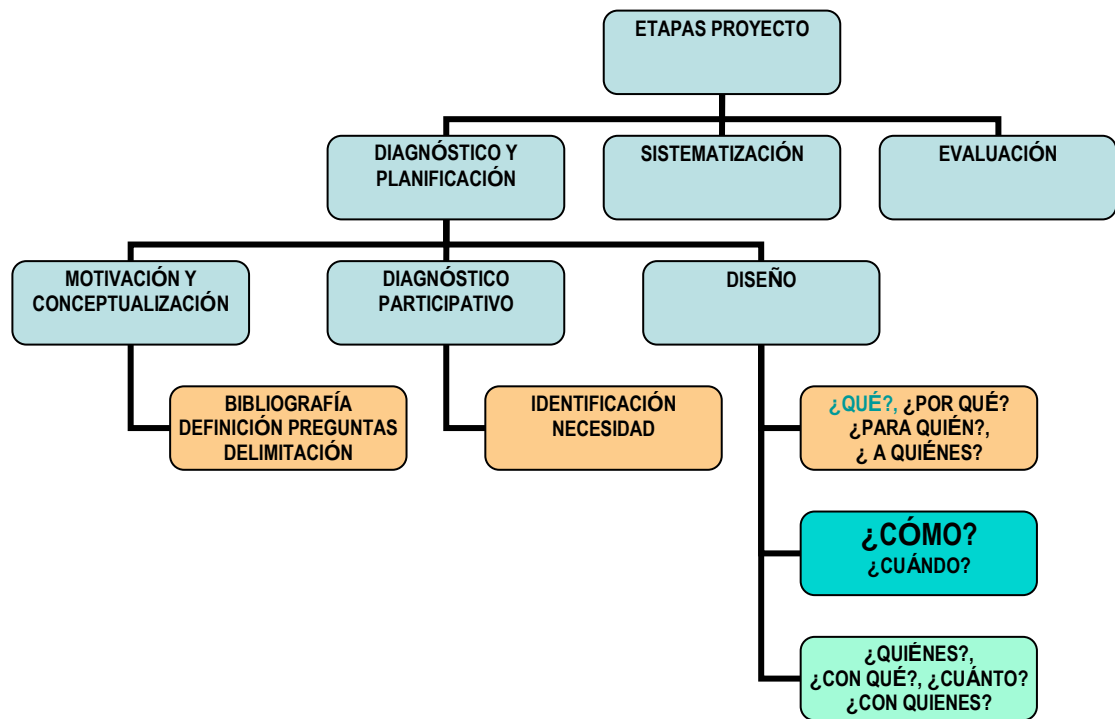 ETAPAS PROYECTO
DIAGNÓSTICO Y
PLANIFICACIÓN
SISTEMATIZACIÓN
EVALUACIÓN
MOTIVACIÓN Y
CONCEPTUALIZACIÓN
DIAGNÓSTICO
PARTICIPATIVO
DISEÑO
BIBLIOGRAFÍA
DEFINICIÓN PREGUNTAS
DELIMITACIÓN
IDENTIFICACIÓN
NECESIDAD
¿QUÉ?, ¿POR QUÉ?
¿PARA QUIÉN?,
¿ A QUIÉNES?
¿CÓMO?
¿CUÁNDO?
¿QUIÉNES?,
¿CON QUÉ?, ¿CUÁNTO?
¿CON QUIENES?